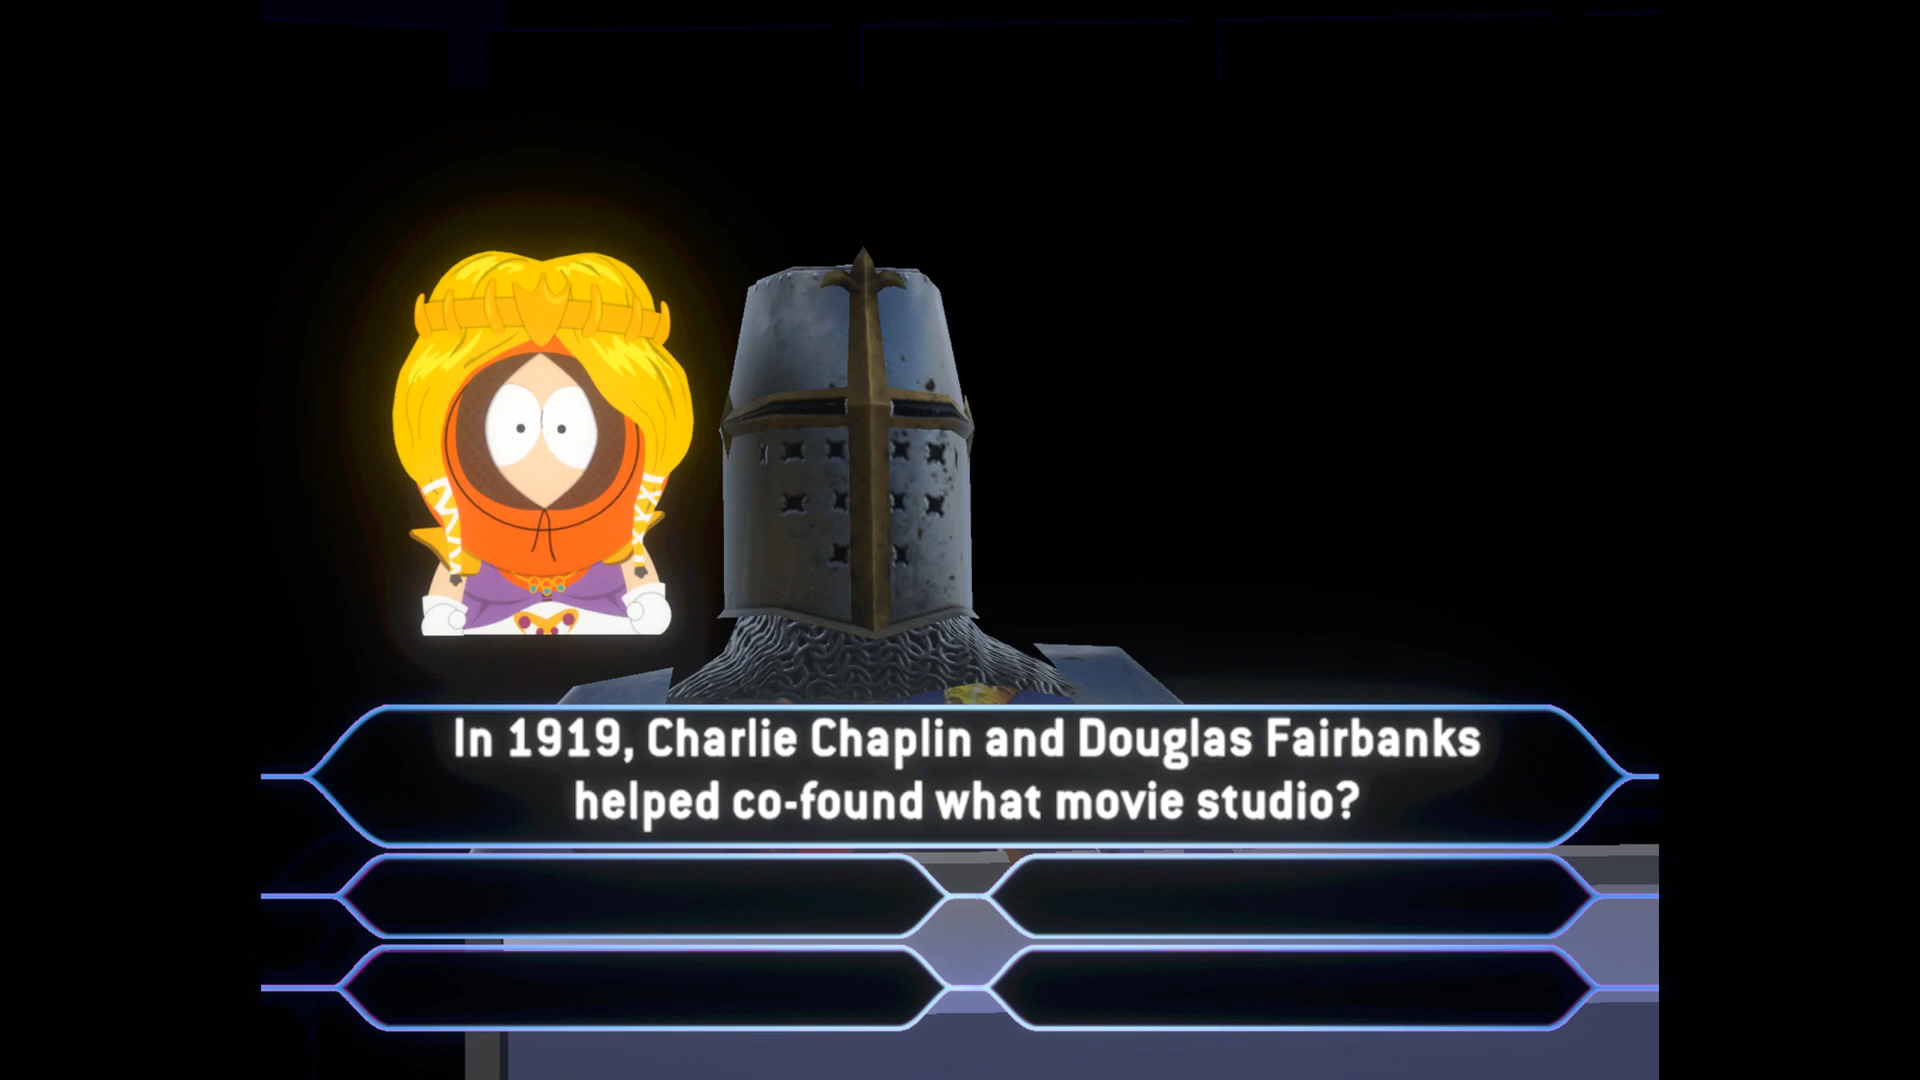 In 1919, Charlie Chaplin and Douglas Fairbanks
helped co-found what movie studio?